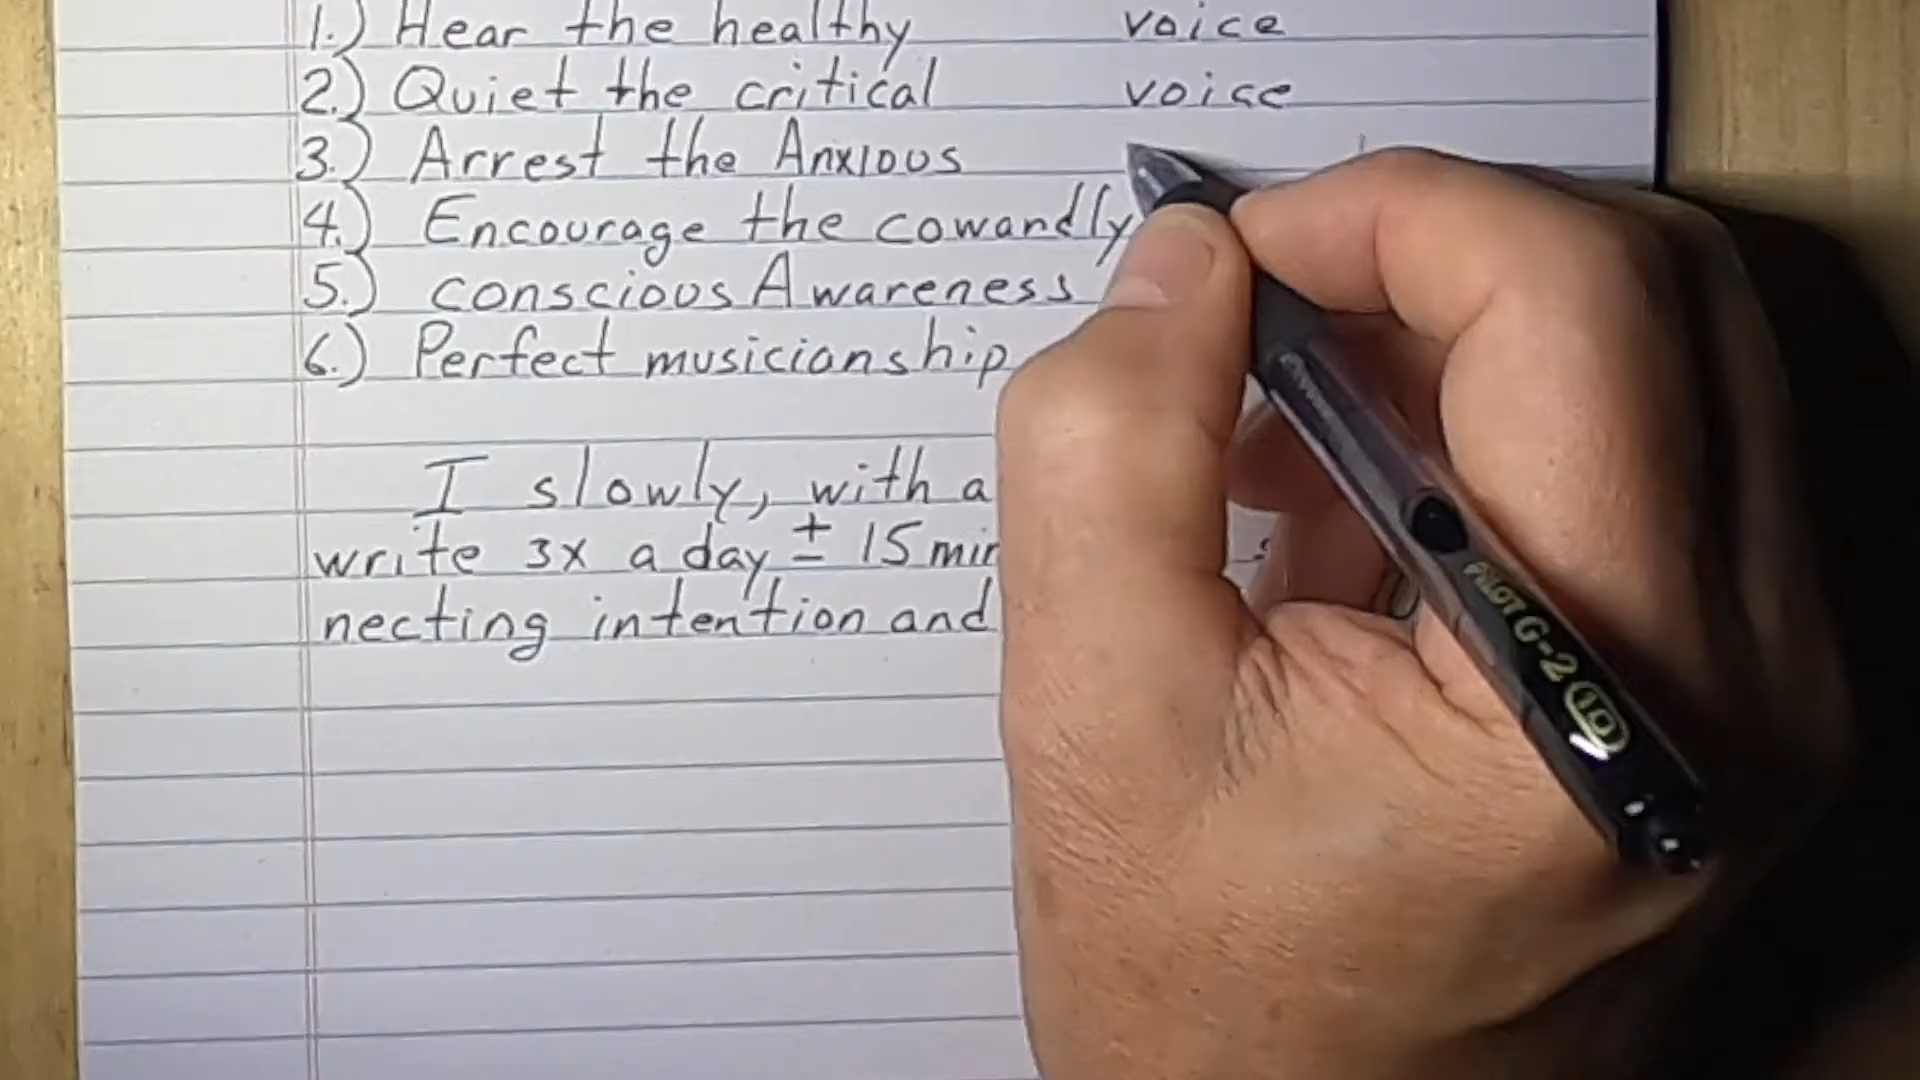 1.) Hear the healthy voice
2.) Quiet the critical voice
3.) Arrest the Anxious
4.) Encourage the cowardly
5.) conscious Awareness
6.) Perfect musicianship
I slowly, with a
write 3x a day ± 15 min
necting intention and
PILOT G-2 10